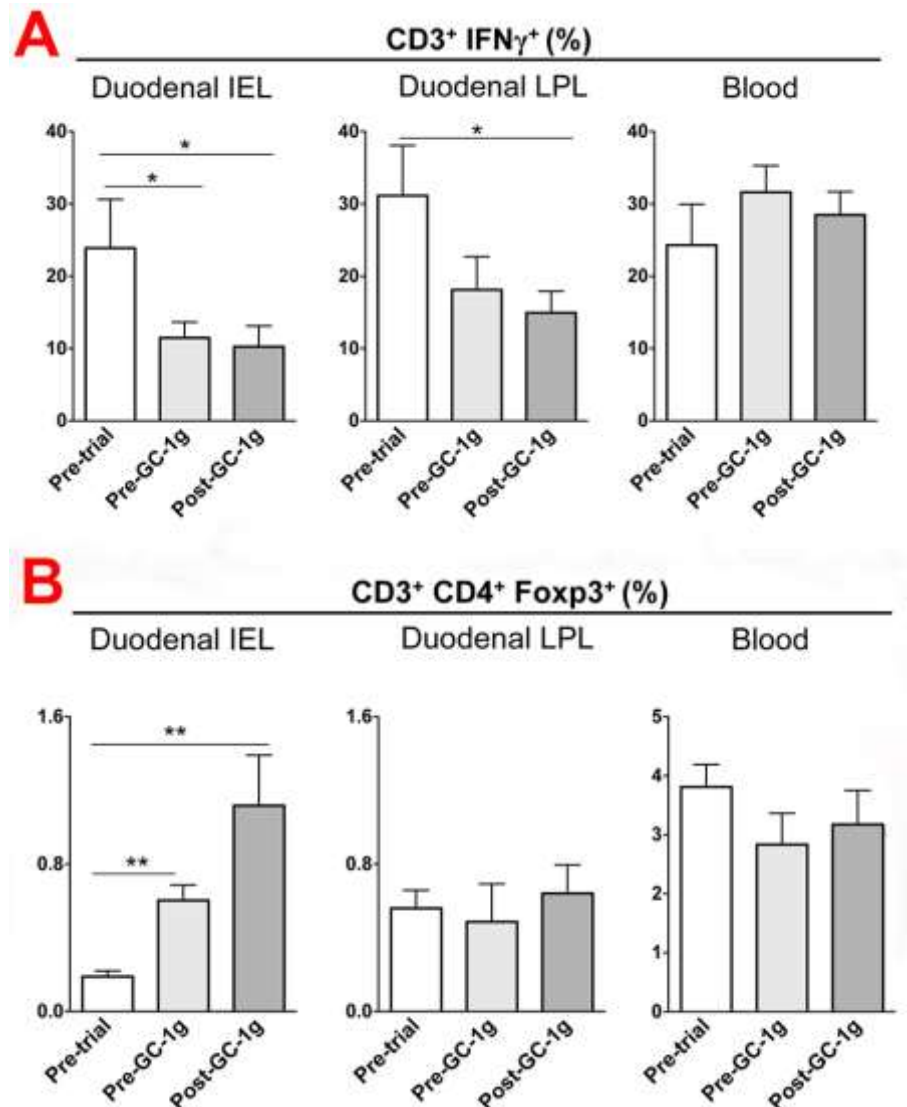 A
CD3⁺ IFNγ⁺ (%)
Duodenal IEL
Duodenal LPL
Blood
40
30
20
10
0
*
*
Pre-trial
Pre-GC-1g
Post-GC-1g
40
30
20
10
0
*
Pre-trial
Pre-GC-1g
Post-GC-1g
40
30
20
10
0
Pre-trial
Pre-GC-1g
Post-GC-1g
B
CD3⁺ CD4⁺ Foxp3⁺ (%)
Duodenal IEL
Duodenal LPL
Blood
1.6
0.8
0.0
**
**
Pre-trial
Pre-GC-1g
Post-GC-1g
1.6
0.8
0.0
Pre-trial
Pre-GC-1g
Post-GC-1g
5
4
3
2
1
0
Pre-trial
Pre-GC-1g
Post-GC-1g